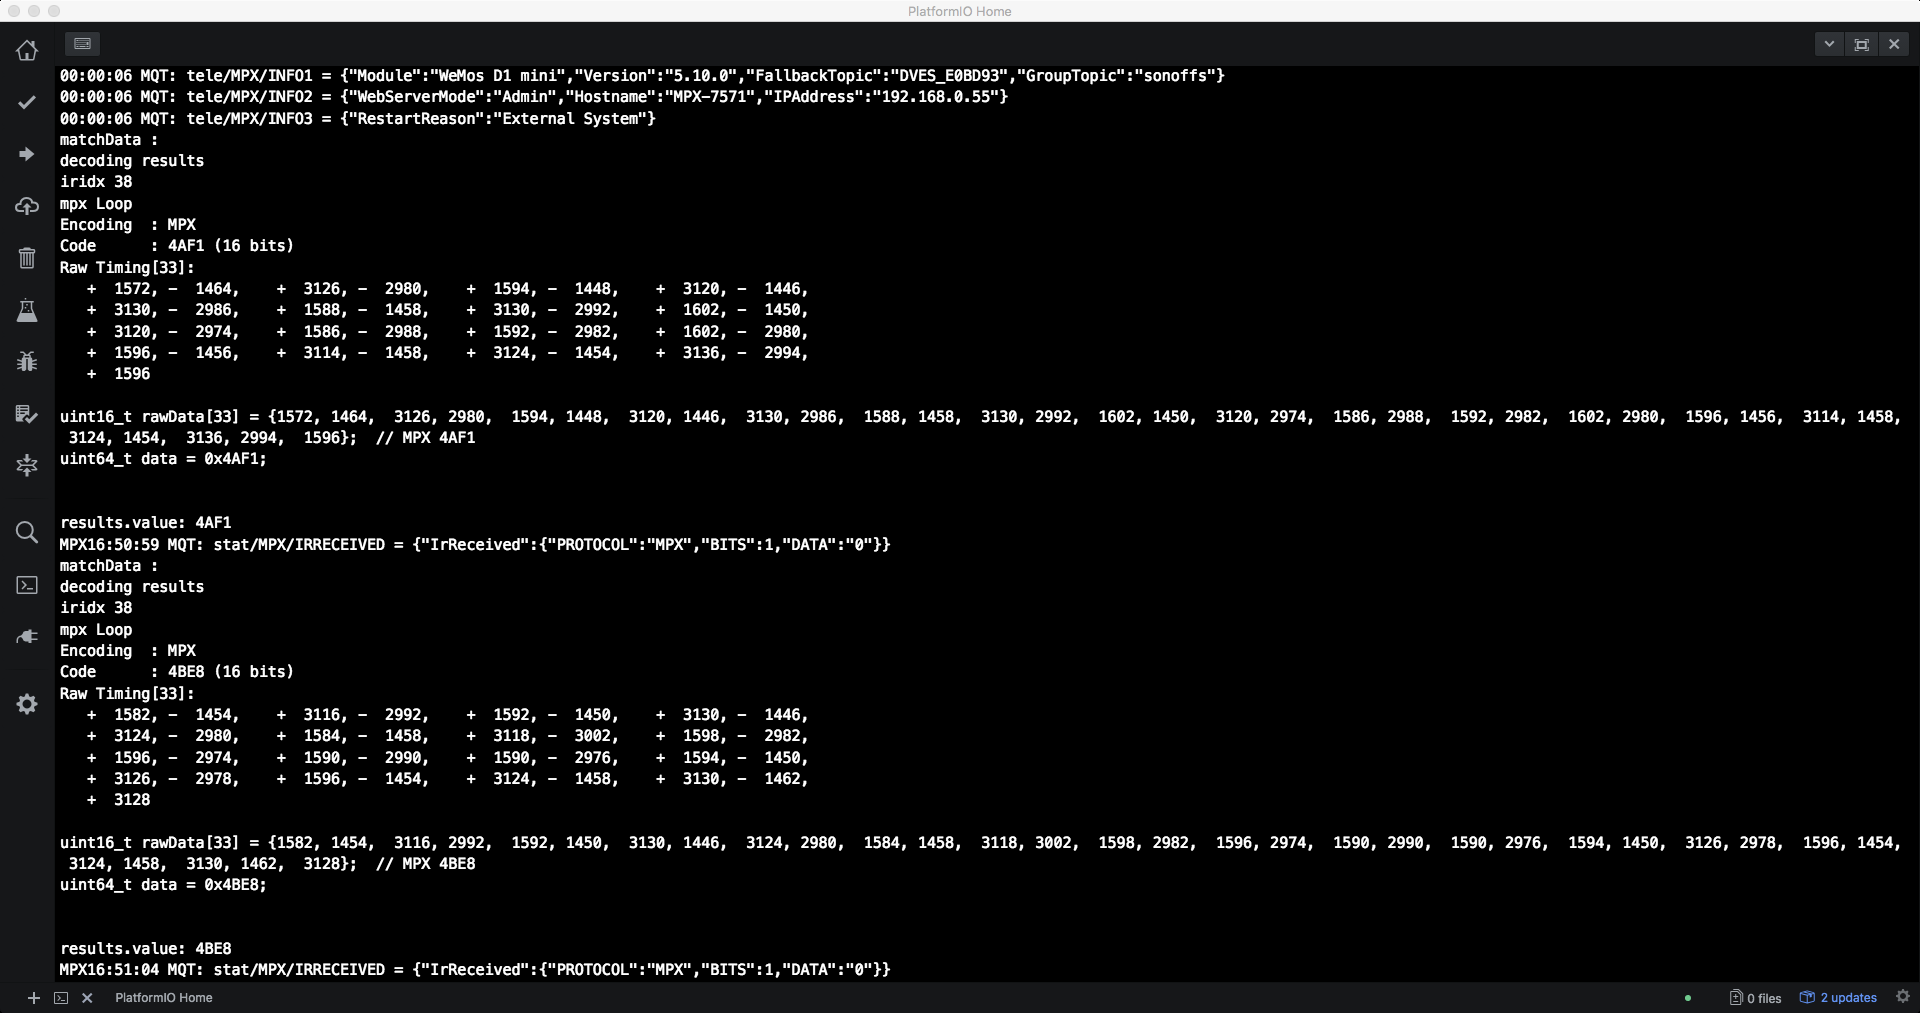 PlatformIO Home
00:00:06 MQT: tele/MPX/INFO1 = {"Module":"WeMos D1 mini","Version":"5.10.0","FallbackTopic":"DVES_E0BD93","GroupTopic":"sonoffs"}
00:00:06 MQT: tele/MPX/INFO2 = {"WebServerMode":"Admin","Hostname":"MPX-7571","IPAddress":"192.168.0.55"}
00:00:06 MQT: tele/MPX/INFO3 = {"RestartReason":"External System"}
matchData :
decoding results
iridx 38
mpx Loop
Encoding  : MPX
Code      : 4AF1 (16 bits)
Raw Timing[33]:
   +  1572, -  1464,    +  3126, -  2980,    +  1594, -  1448,    +  3120, -  1446,
   +  3130, -  2986,    +  1588, -  1458,    +  3130, -  2992,    +  1602, -  1450,
   +  3120, -  2974,    +  1586, -  2988,    +  1592, -  2982,    +  1602, -  2980,
   +  1596, -  1456,    +  3114, -  1458,    +  3124, -  1454,    +  3136, -  2994,
   +  1596
uint16_t rawData[33] = {1572, 1464,  3126, 2980,  1594, 1448,  3120, 1446,  3130, 2986,  1588, 1458,  3130, 2992,  1602, 1450,  3120, 2974,  1586, 2988,  1592, 2982,  1602, 2980,  1596, 1456,  3114, 1458,
 3124, 1454,  3136, 2994,  1596};  // MPX 4AF1
uint64_t data = 0x4AF1;
results.value: 4AF1
MPX16:50:59 MQT: stat/MPX/IRRECEIVED = {"IrReceived":{"PROTOCOL":"MPX","BITS":1,"DATA":"0"}}
matchData :
decoding results
iridx 38
mpx Loop
Encoding  : MPX
Code      : 4BE8 (16 bits)
Raw Timing[33]:
   +  1582, -  1454,    +  3116, -  2992,    +  1592, -  1450,    +  3130, -  1446,
   +  3124, -  2980,    +  1584, -  1458,    +  3118, -  3002,    +  1598, -  2982,
   +  1596, -  2974,    +  1590, -  2990,    +  1590, -  2976,    +  1594, -  1450,
   +  3126, -  2978,    +  1596, -  1454,    +  3124, -  1458,    +  3130, -  1462,
   +  3128
uint16_t rawData[33] = {1582, 1454,  3116, 2992,  1592, 1450,  3130, 1446,  3124, 2980,  1584, 1458,  3118, 3002,  1598, 2982,  1596, 2974,  1590, 2990,  1590, 2976,  1594, 1450,  3126, 2978,  1596, 1454,
 3124, 1458,  3130, 1462,  3128};  // MPX 4BE8
uint64_t data = 0x4BE8;
results.value: 4BE8
MPX16:51:04 MQT: stat/MPX/IRRECEIVED = {"IrReceived":{"PROTOCOL":"MPX","BITS":1,"DATA":"0"}}
PlatformIO Home 0 files 2 updates